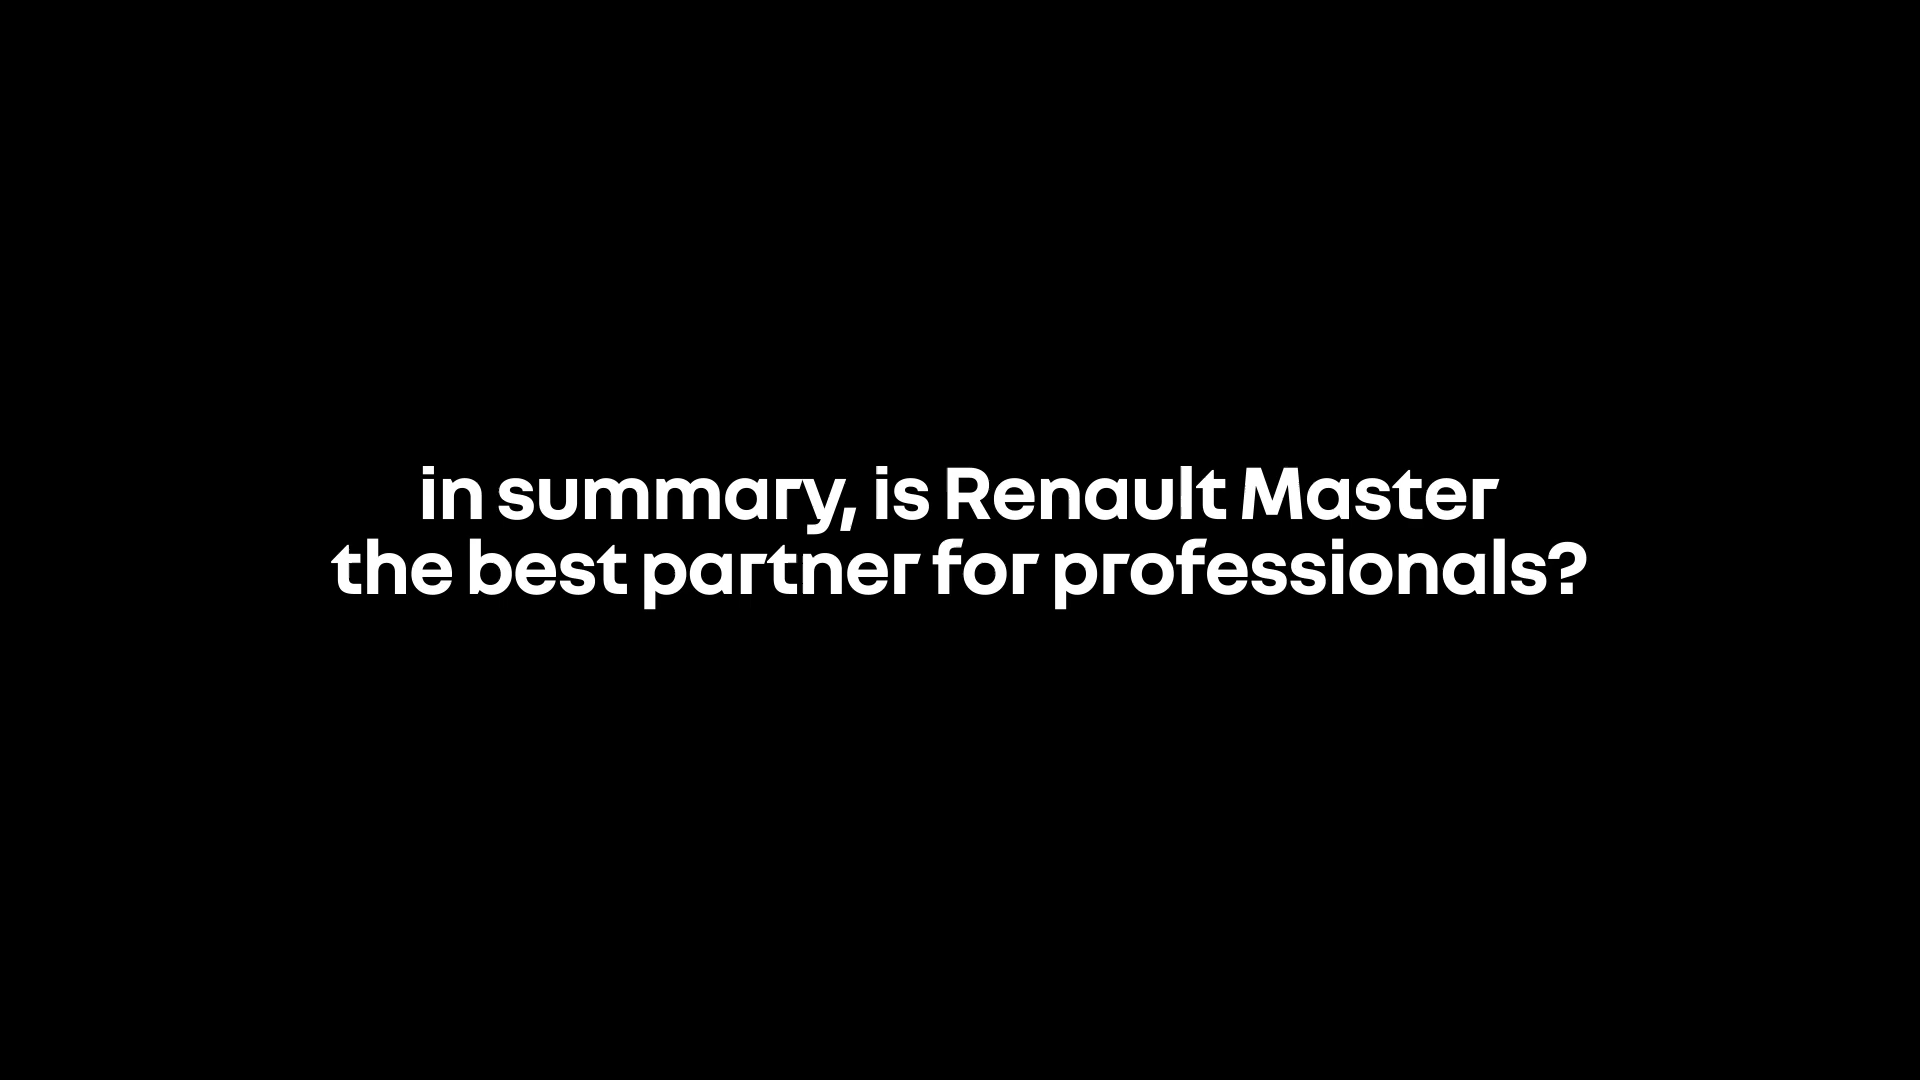 in summary, is Renault Master
the best partner for professionals?